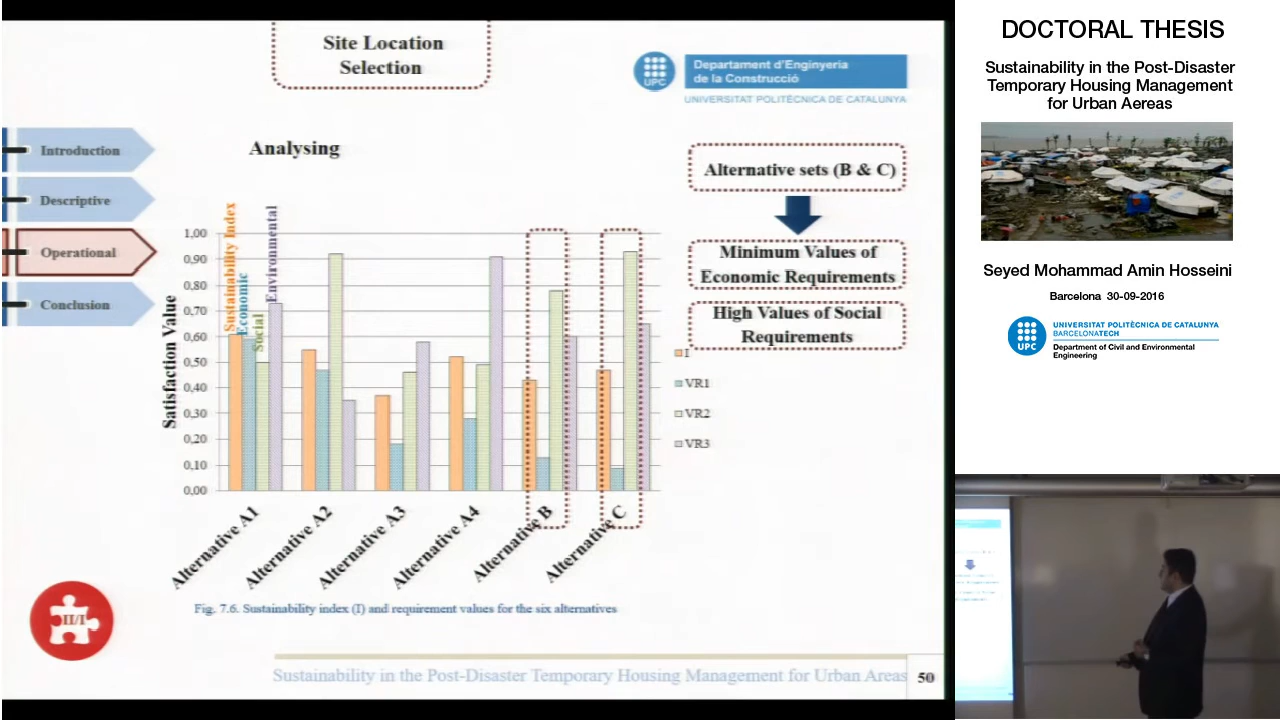 Site Location
Selection
UPC
Departament d'Enginyeria
de la Construcció
UNIVERSITAT POLITÈCNICA DE CATALUNYA
Introduction
Descriptive
Operational
Conclusion
Analysing
Alternative sets (B & C)
Minimum Values of
Economic Requirements
High Values of Social
Requirements
Satisfaction Value
1,00
0,90
0,80
0,70
0,60
0,50
0,40
0,30
0,20
0,10
0,00
Sustainability Index
Economic
Social
Environmental
I
VR1
VR2
VR3
Alternative A1
Alternative A2
Alternative A3
Alternative A4
Alternative B
Alternative C
Fig. 7.6. Sustainability index (I) and requirement values for the six alternatives
II/I
Sustainability in the Post-Disaster Temporary Housing Management for Urban Areas
50
DOCTORAL THESIS
Sustainability in the Post-Disaster
Temporary Housing Management
for Urban Aereas
Seyed Mohammad Amin Hosseini
Barcelona 30-09-2016
UPC
UNIVERSITAT POLITÈCNICA DE CATALUNYA
BARCELONATECH
Department of Civil and Environmental
Engineering